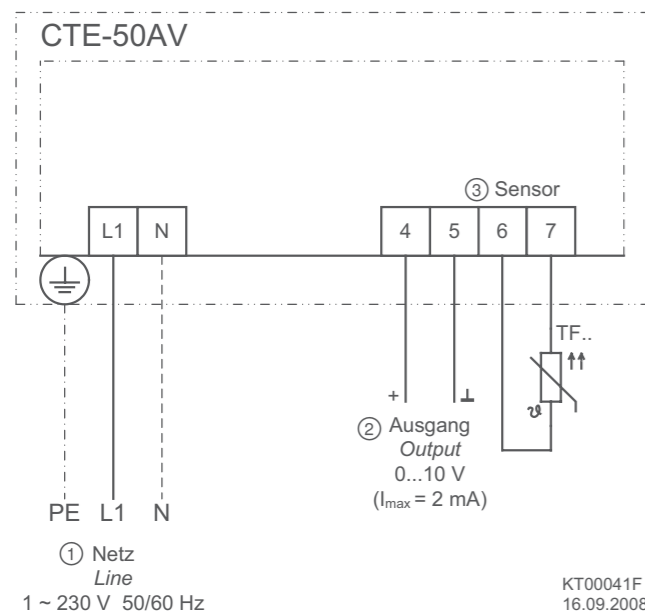 CTE-50AV
③ Sensor
L1 N 4 5 6 7
TF..
+ ⊥
ϑ
② Ausgang
Output
0...10 V
(Imax = 2 mA)
PE L1 N
① Netz
Line
1 ~ 230 V 50/60 Hz
KT00041F
16.09.2008